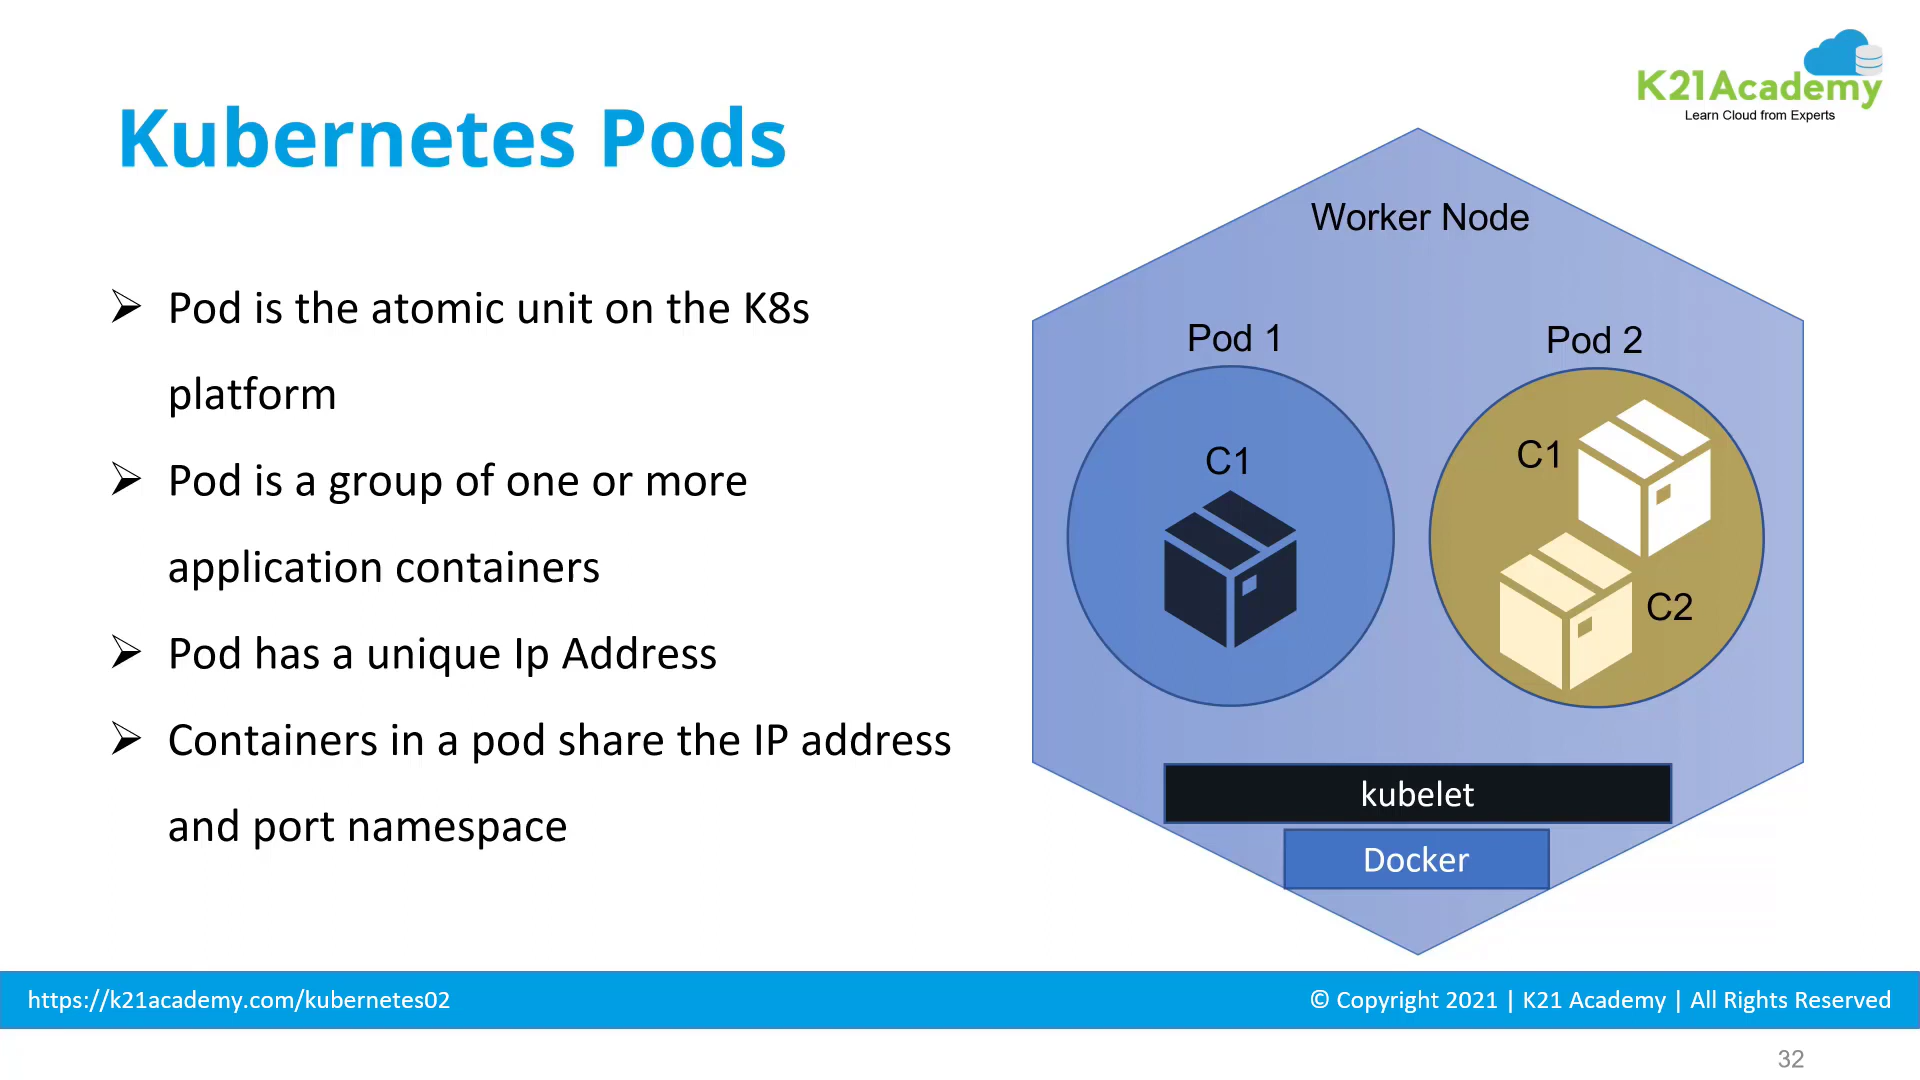 K21Academy
Learn Cloud from Experts
Kubernetes Pods
Pod is the atomic unit on the K8s
platform
Pod is a group of one or more
application containers
Pod has a unique Ip Address
Containers in a pod share the IP address
and port namespace
Worker Node
Pod 1
Pod 2
C1
C1
C2
kubelet
Docker
https://k21academy.com/kubernetes02
© Copyright 2021 | K21 Academy | All Rights Reserved
32